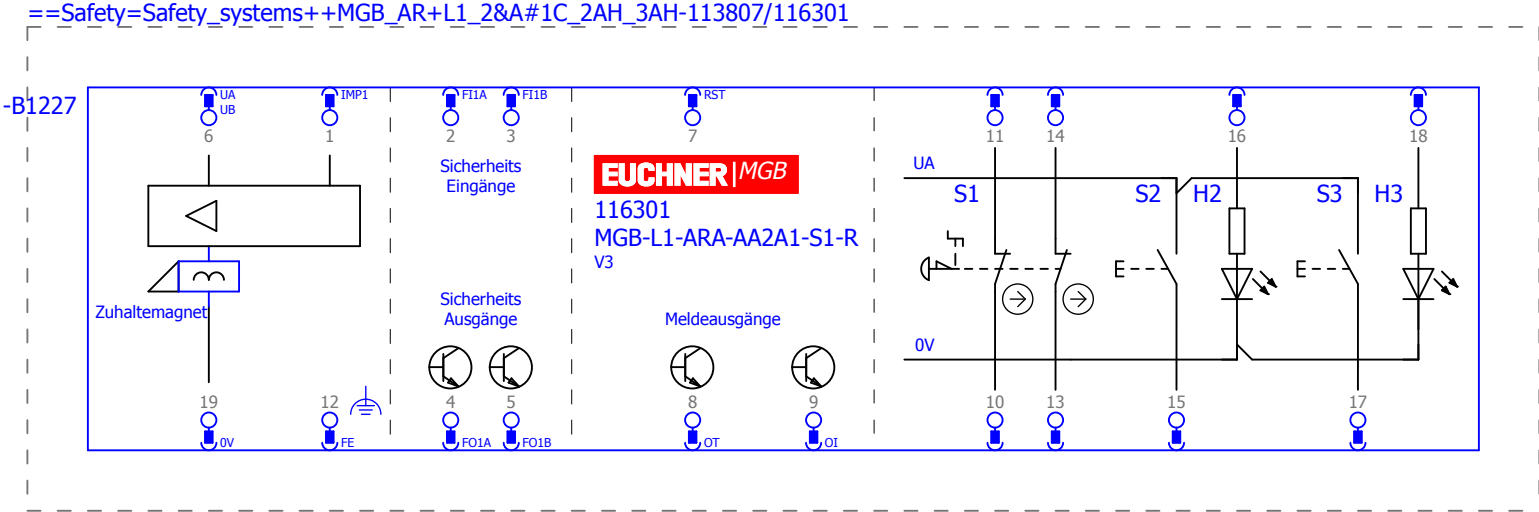 ==Safety=Safety_systems++MGB_AR+L1_2&A#1C_2AH_3AH-113807/116301
-B1227
UA
UB
IMP1
FI1A
FI1B
RST
6
1
2
3
7
11
14
16
18
Sicherheits
Eingänge
EUCHNER|MGB
116301
MGB-L1-ARA-AA2A1-S1-R
V3
UA
S1
S2
H2
S3
H3
Zuhaltemagnet
Sicherheits
Ausgänge
Meldeausgänge
0V
19
12
4
5
8
9
10
13
15
17
0V
FE
FO1A
FO1B
OT
OI